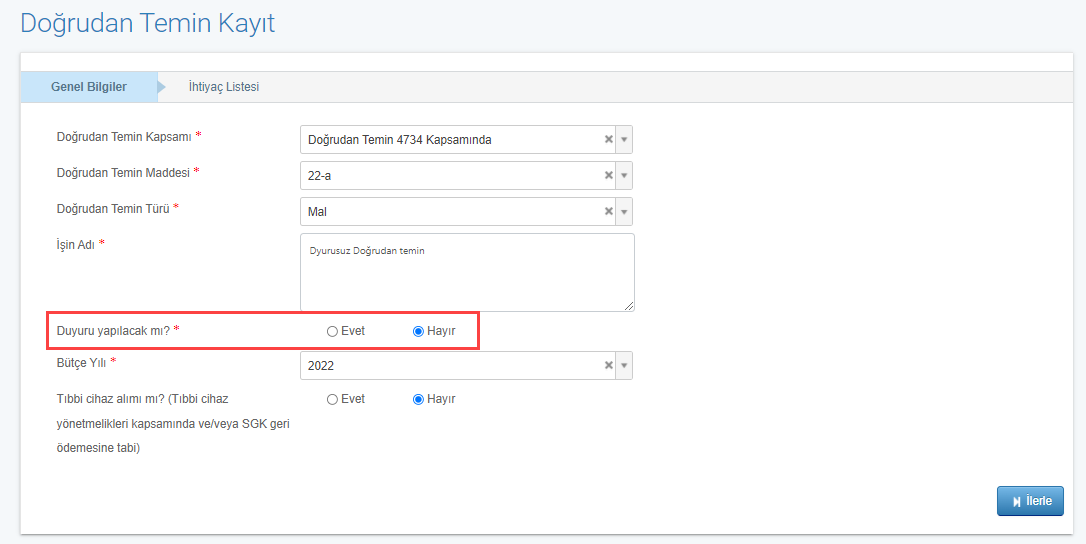 Doğrudan Temin Kayıt
Genel Bilgiler İhtiyaç Listesi
Doğrudan Temin Kapsamı * Doğrudan Temin 4734 Kapsamında
Doğrudan Temin Maddesi * 22-a
Doğrudan Temin Türü * Mal
İşin Adı * Dyurusuz Doğrudan temin
Duyuru yapılacak mı? * Evet Hayır
Bütçe Yılı * 2022
Tıbbi cihaz alımı mı? (Tıbbi cihaz Evet Hayır
yönetmelikleri kapsamında ve/veya SGK geri
ödemesine tabi)
İlerle